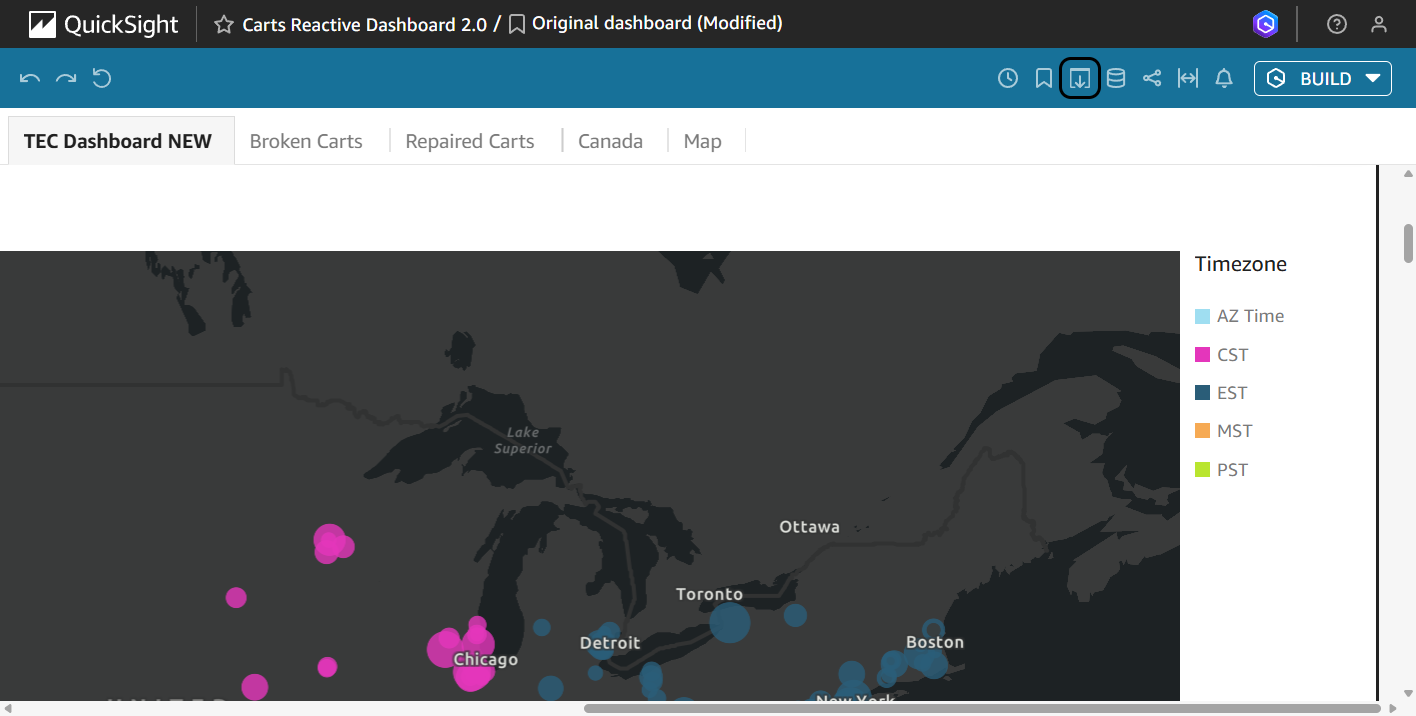 QuickSight Carts Reactive Dashboard 2.0 / Original dashboard (Modified)
BUILD
TEC Dashboard NEW Broken Carts Repaired Carts Canada Map
Timezone
AZ Time
CST
EST
MST
PST
Lake
Superior
Ottawa
Toronto
Detroit
Boston
Chicago
New York
UNITED